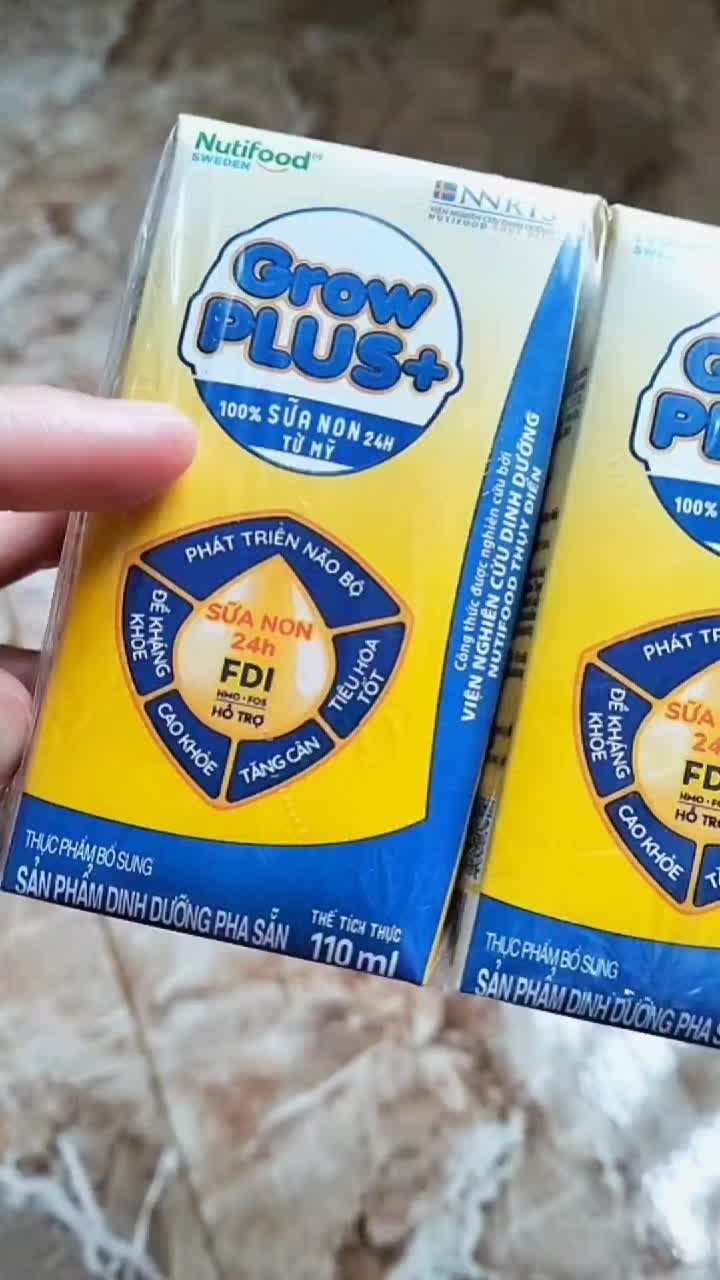 Nutifood
SWEDEN
NNRIS
Grow
PLUS+
100% SỮA NON 24H
TỪ MỸ
PHÁT TRIỂN NÃO BỘ
ĐỀ KHÁNG
KHỎE
SỮA NON
24h
FDI
HMO • FOS
HỖ TRỢ
TIÊU HÓA
TỐT
CAO KHỎE
TĂNG CÂN
Công thức được nghiên cứu bởi
VIỆN NGHIÊN CỨU DINH DƯỠNG
NUTIFOOD THỤY ĐIỂN
THỰC PHẨM BỔ SUNG
SẢN PHẨM DINH DƯỠNG PHA SẴN
THỂ TÍCH THỰC
110 ml
100%
PHÁT
ĐỀ KHÁNG
KHỎE
SỮA
HỖ
CAO KHỎE
THỰC PHẨM BỔ SUNG
SẢN PHẨM DINH DƯỠNG PHA